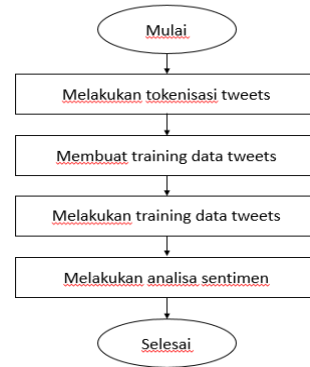 Mulai
Melakukan tokenisasi tweets
Membuat training data tweets
Melakukan training data tweets
Melakukan analisa sentimen
Selesai